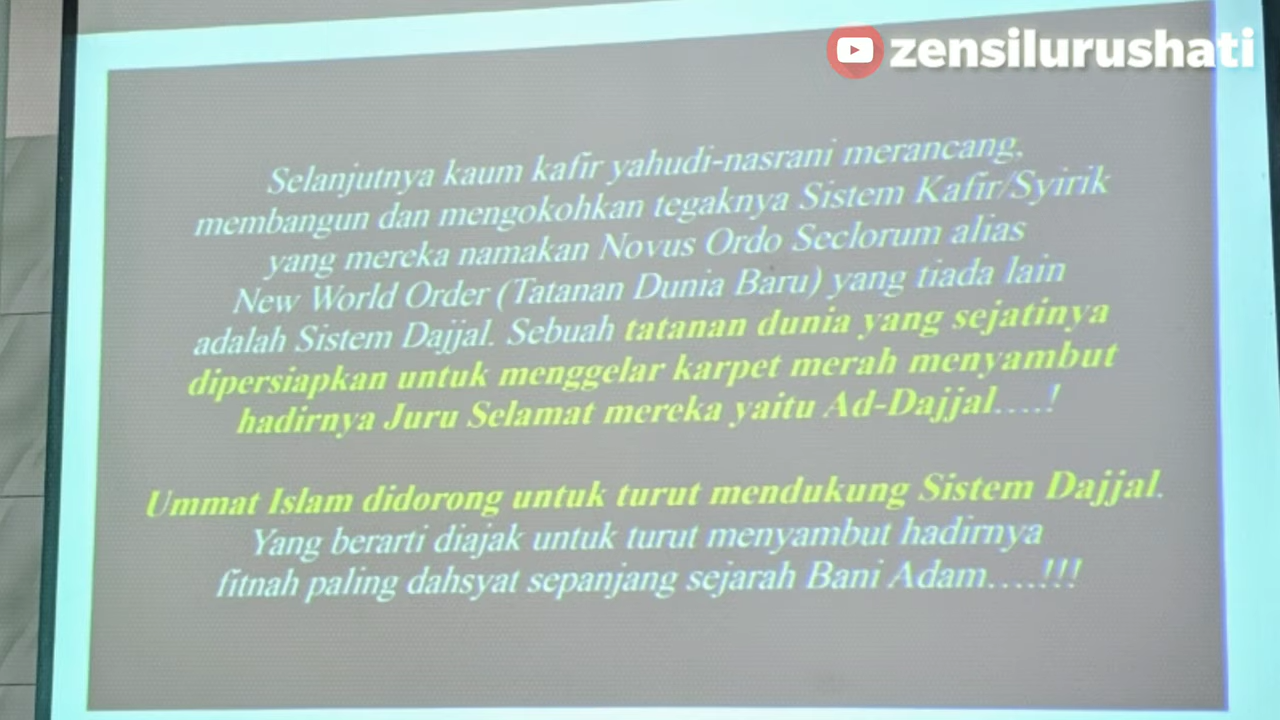 zensilurushati
Selanjutnya kaum kafir yahudi-nasrani merancang,
membangun dan mengokohkan tegaknya Sistem Kafir/Syirik
yang mereka namakan Novus Ordo Seclorum alias
New World Order (Tatanan Dunia Baru) yang tiada lain
adalah Sistem Dajjal. Sebuah tatanan dunia yang sejatinya
dipersiapkan untuk menggelar karpet merah menyambut
hadirnya Juru Selamat mereka yaitu Ad-Dajjal....!
Ummat Islam didorong untuk turut mendukung Sistem Dajjal.
Yang berarti diajak untuk turut menyambut hadirnya
fitnah paling dahsyat sepanjang sejarah Bani Adam....!!!